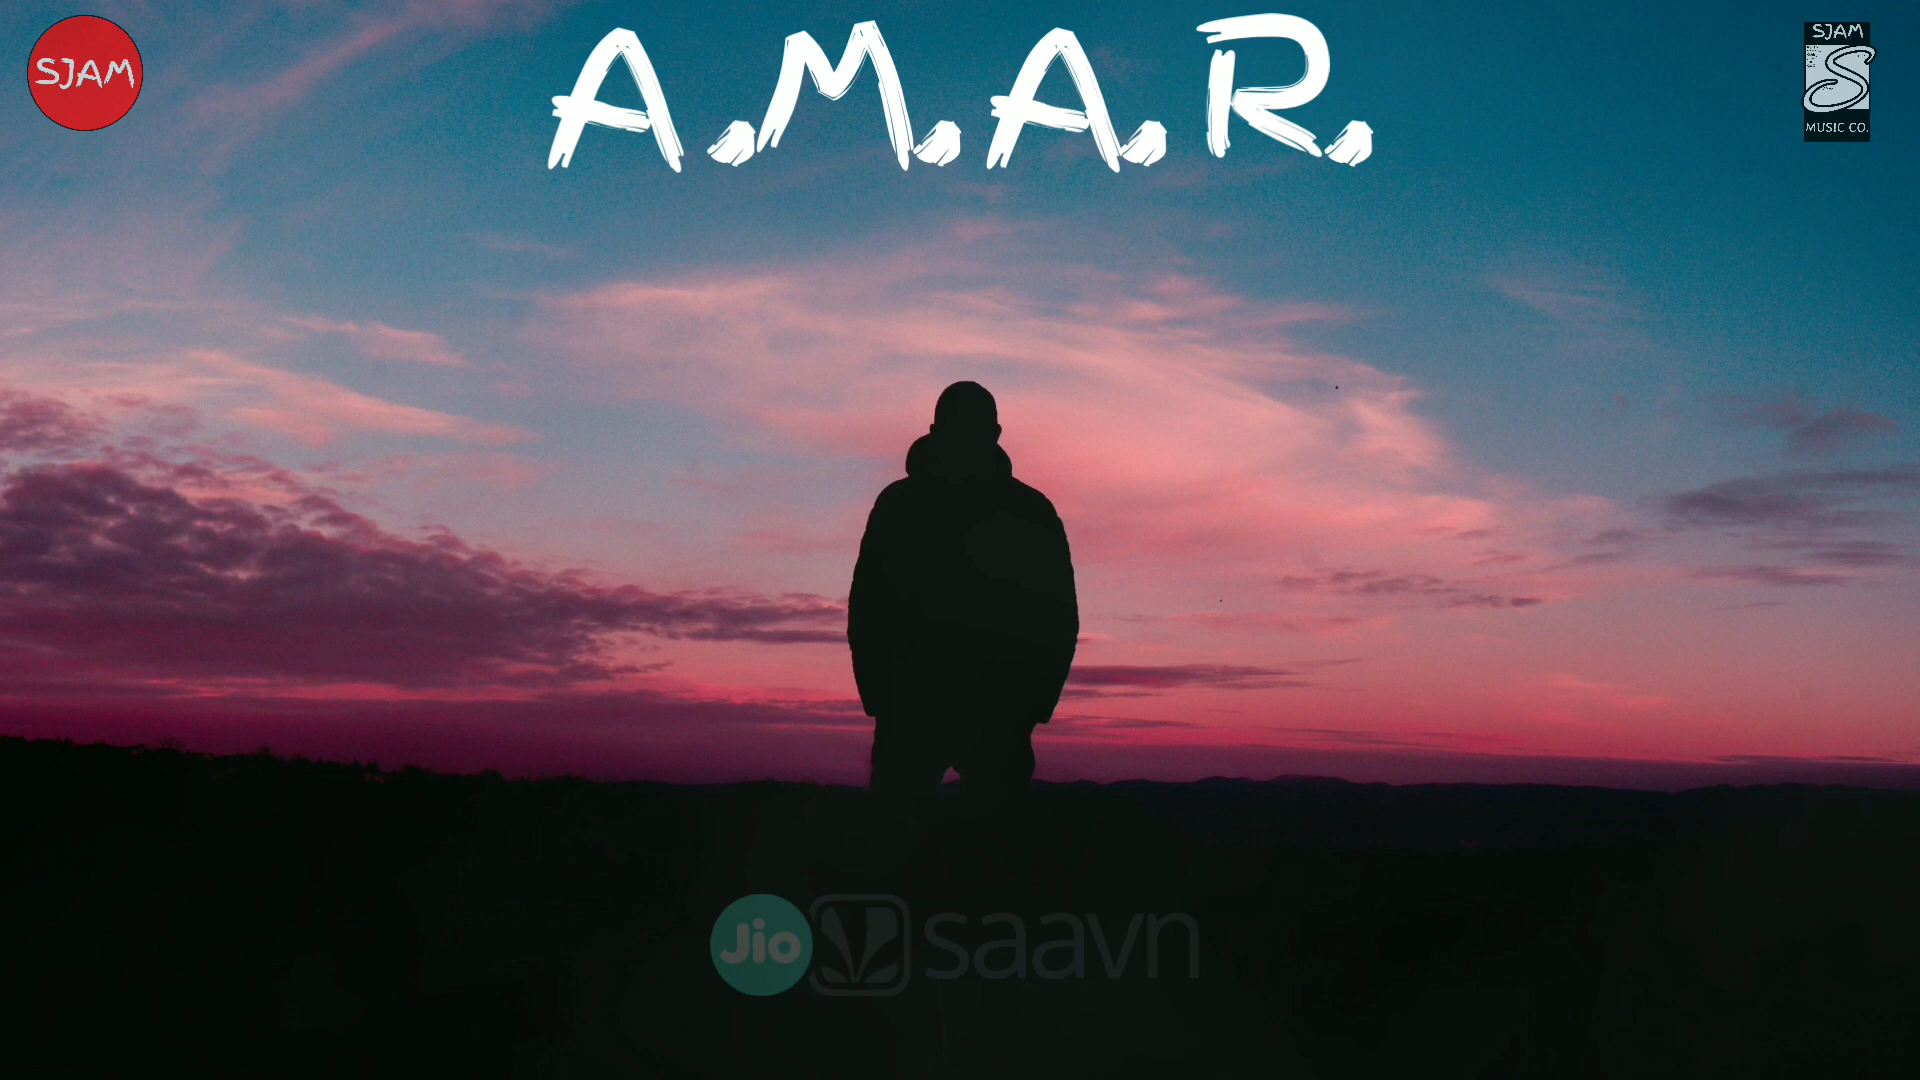 SJAM
A.M.A.R.
SJAM
S
MUSIC CO.
Jio saavn